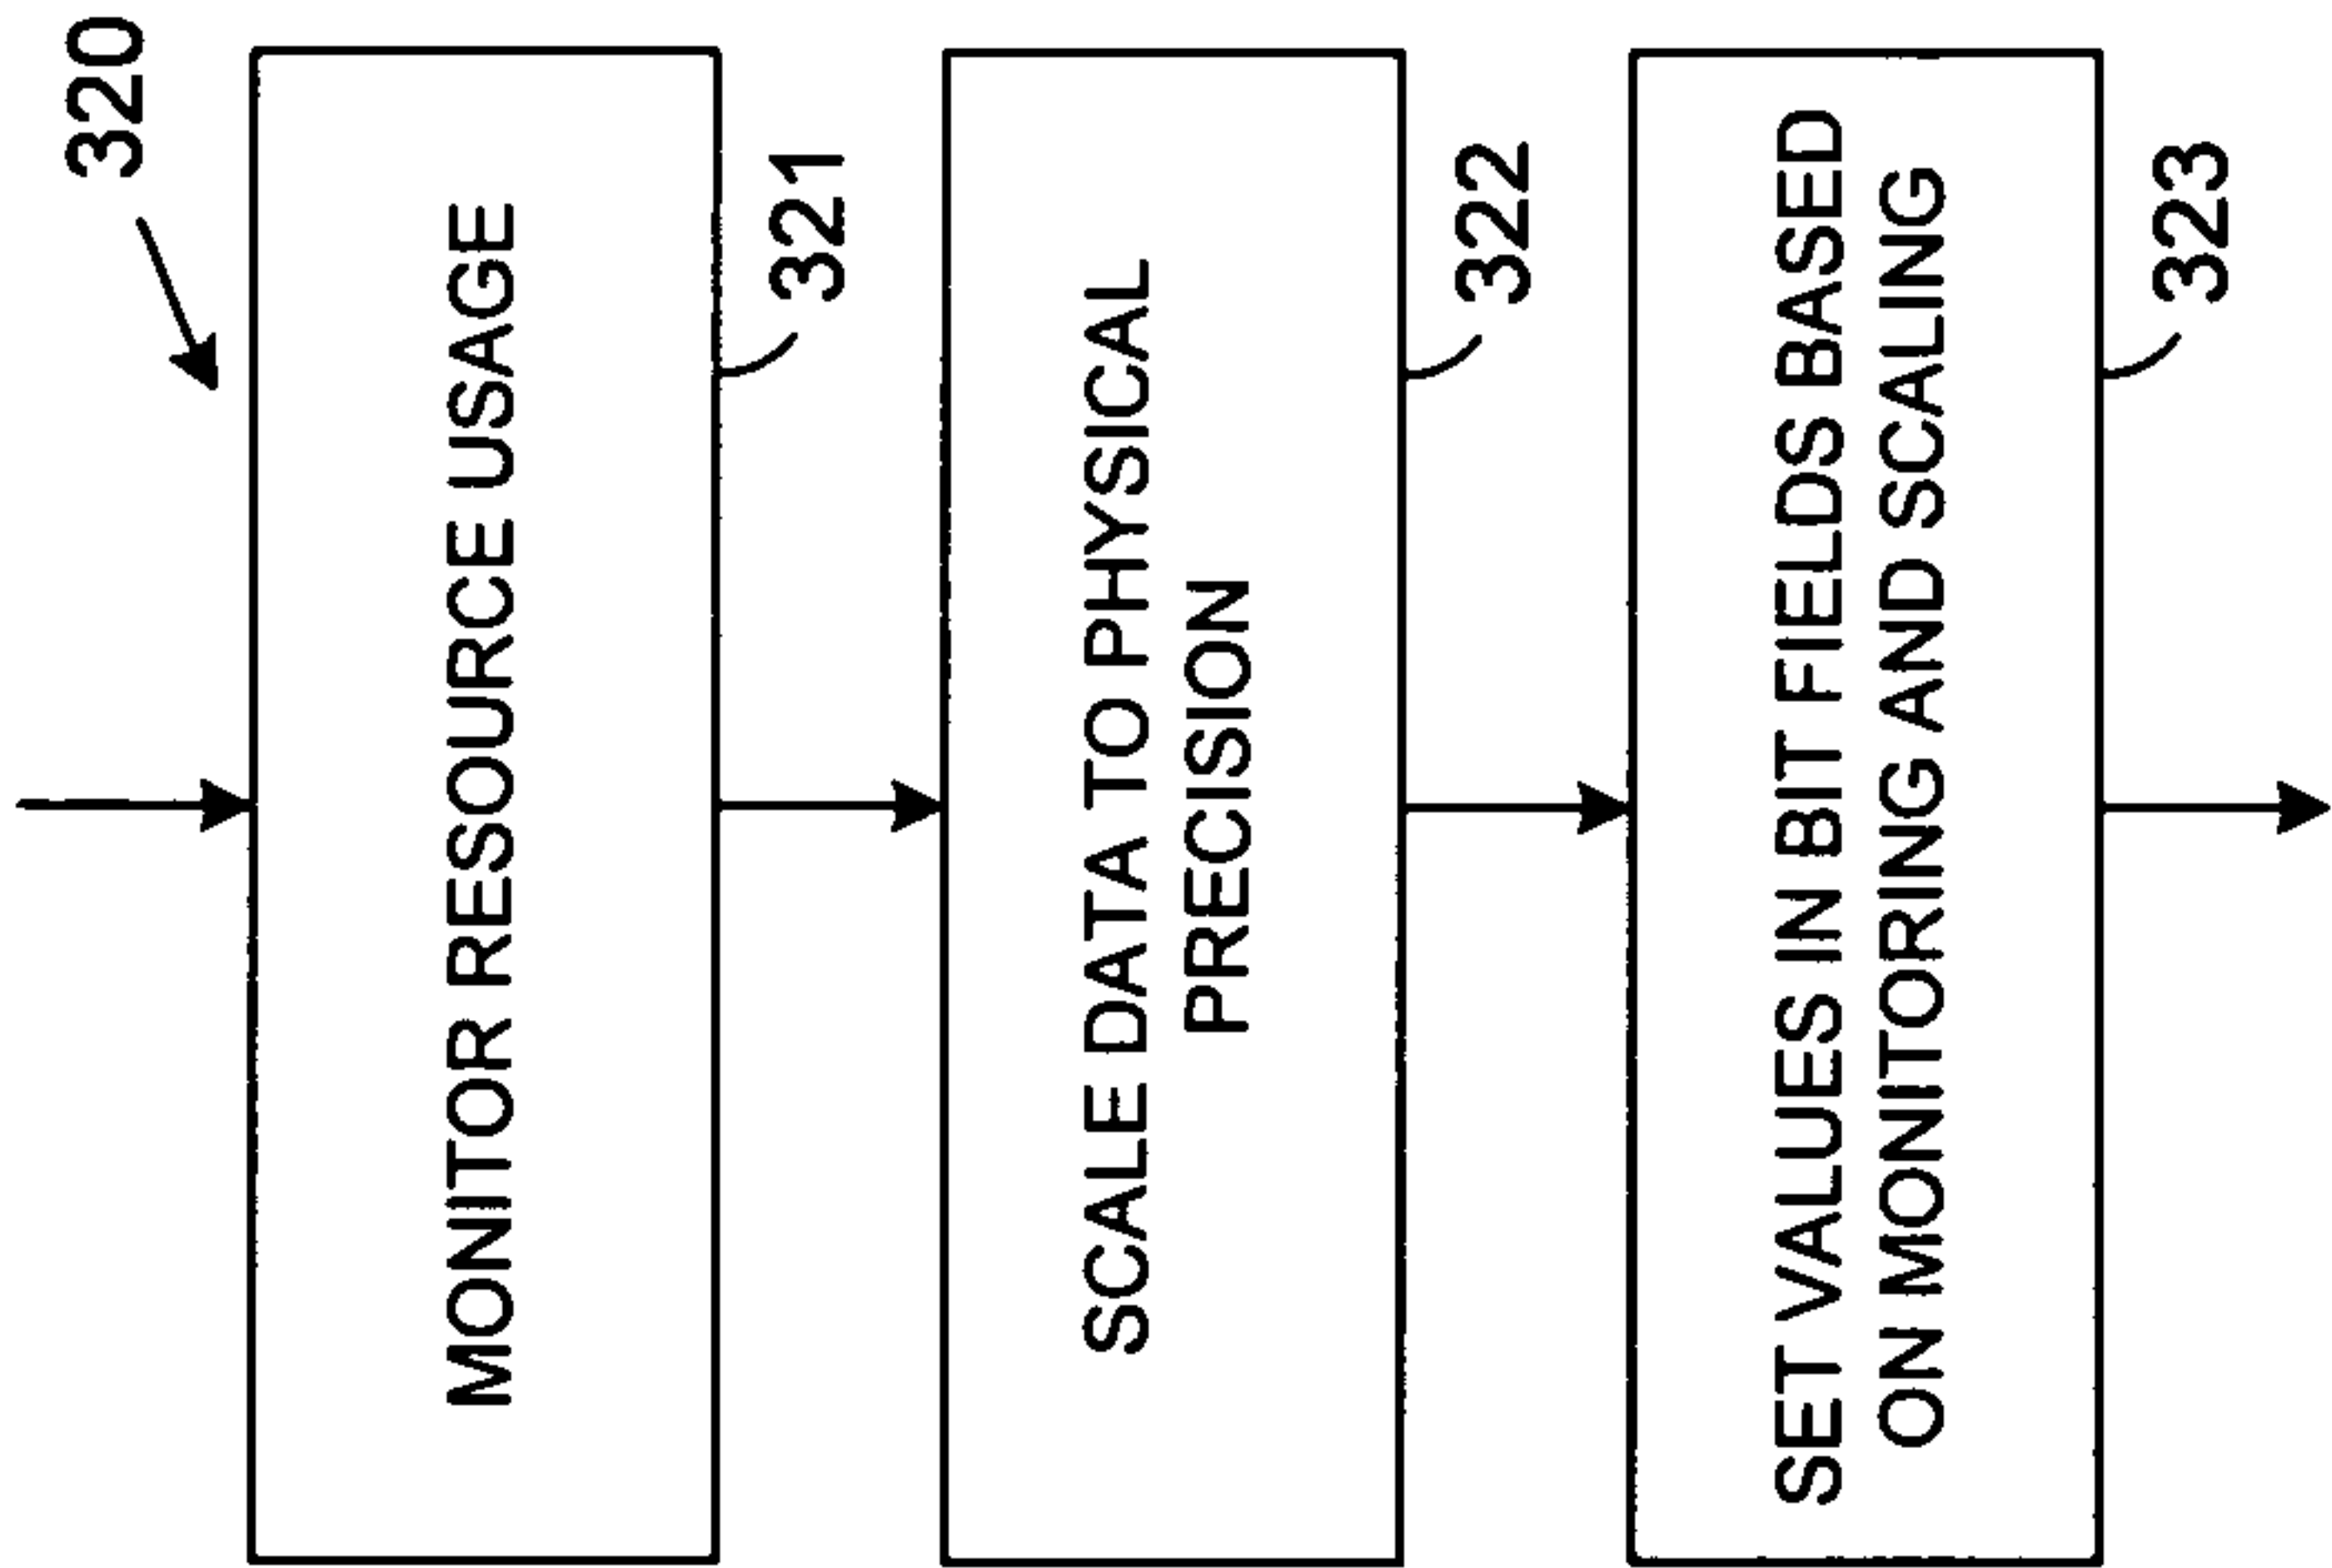 320
MONITOR RESOURCE USAGE
321
SCALE DATA TO PHYSICAL
PRECISION
322
SET VALUES IN BIT FIELDS BASED
ON MONITORING AND SCALING
323